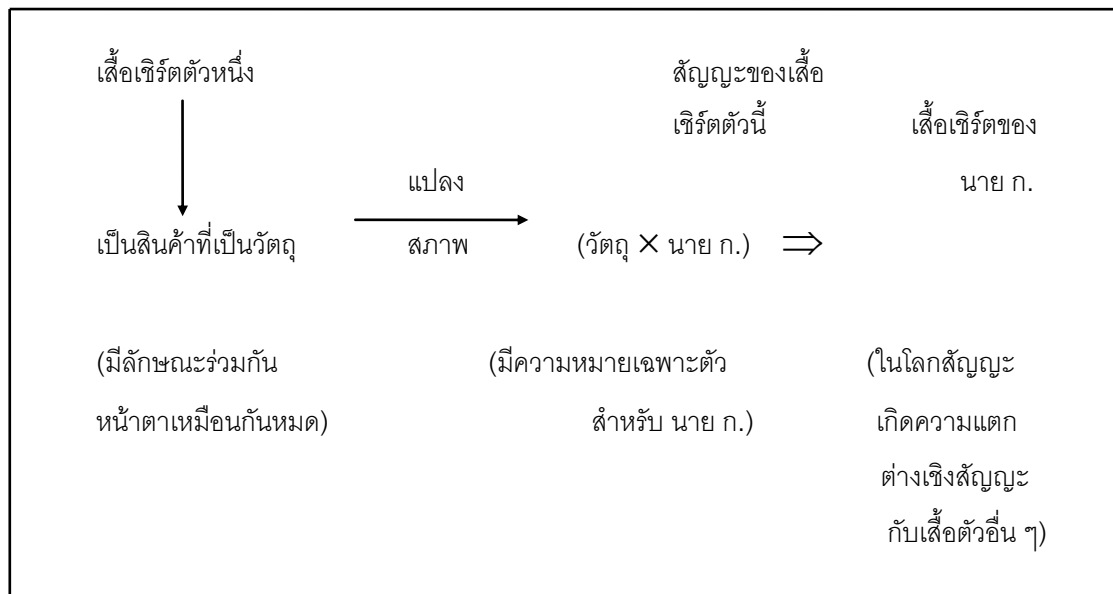 เสื้อเชิร์ตตัวหนึ่ง
สัญญะของเสื้อ
เชิร์ตตัวนี้
เสื้อเชิร์ตของ
นาย ก.
แปลง
สภาพ
เป็นสินค้าที่เป็นวัตถุ
(วัตถุ × นาย ก.) ⇒
(มีลักษณะร่วมกัน
หน้าตาเหมือนกันหมด)
(มีความหมายเฉพาะตัว
สำหรับ นาย ก.)
(ในโลกสัญญะ
เกิดความแตก
ต่างเชิงสัญญะ
กับเสื้อตัวอื่น ๆ)